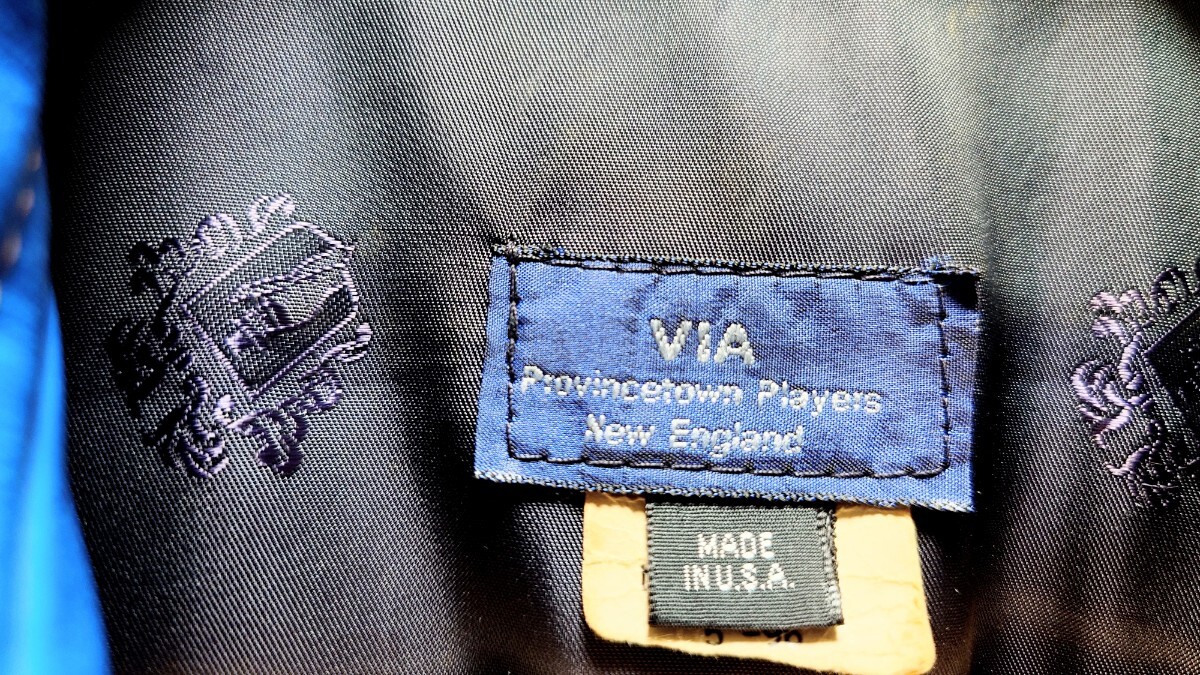 VIA
Provincetown Players
New England
MADE
IN U.S.A.